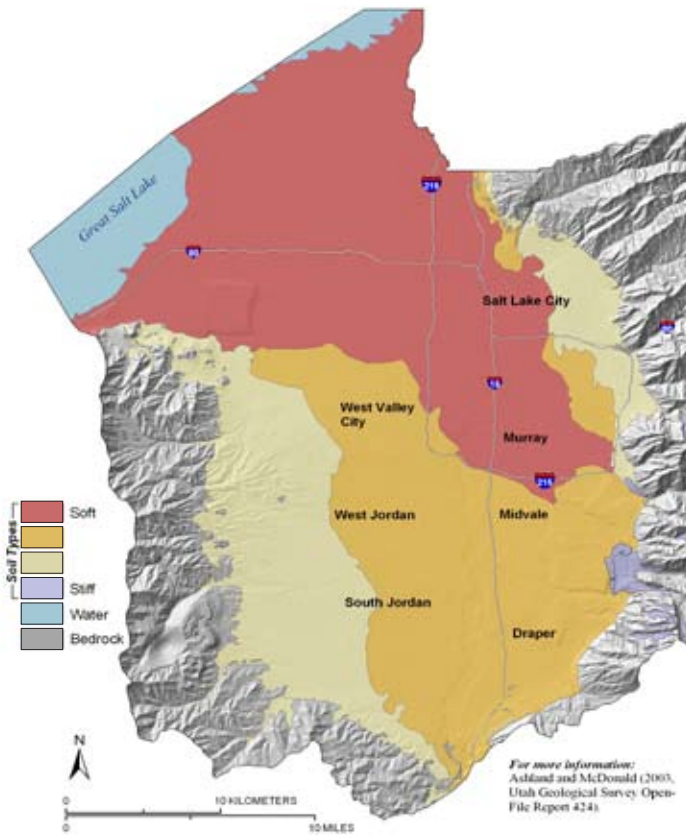 Great Salt Lake
215
80
Salt Lake City
80
15
West Valley
City
Murray
215
Soil Types
Soft
West Jordan
Midvale
Stiff
South Jordan
Water
Bedrock
Draper
N
For more information:
Ashland and McDonald (2003,
Utah Geological Survey Open-
File Report 424).
0 10 KILOMETERS
0 10 MILES